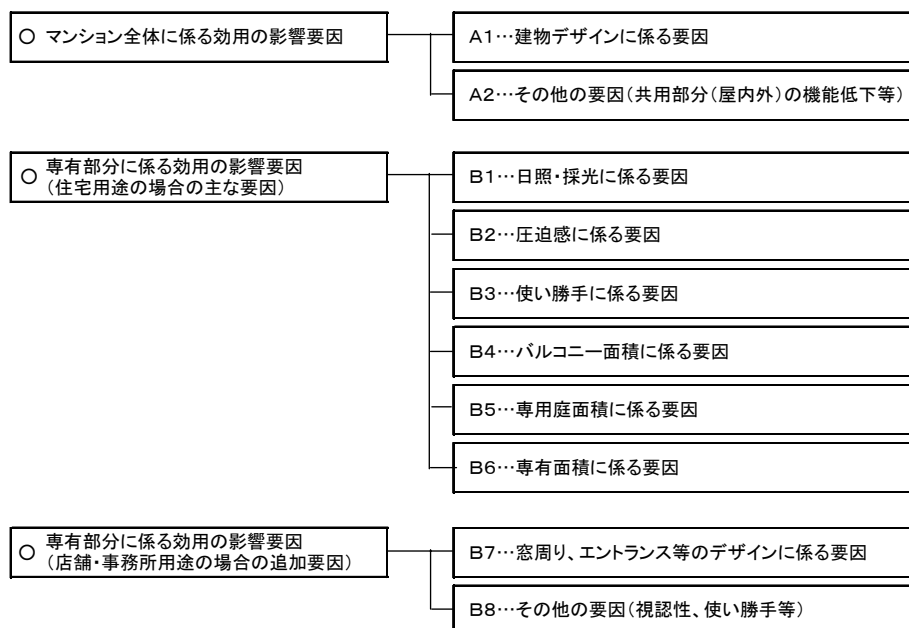 ○ マンション全体に係る効用の影響要因
A1…建物デザインに係る要因
A2…その他の要因(共用部分(屋内外)の機能低下等)
○ 専有部分に係る効用の影響要因
(住宅用途の場合の主な要因)
B1…日照・採光に係る要因
B2…圧迫感に係る要因
B3…使い勝手に係る要因
B4…バルコニー面積に係る要因
B5…専用庭面積に係る要因
B6…専有面積に係る要因
○ 専有部分に係る効用の影響要因
(店舗・事務所用途の場合の追加要因)
B7…窓周り、エントランス等のデザインに係る要因
B8…その他の要因(視認性、使い勝手等)